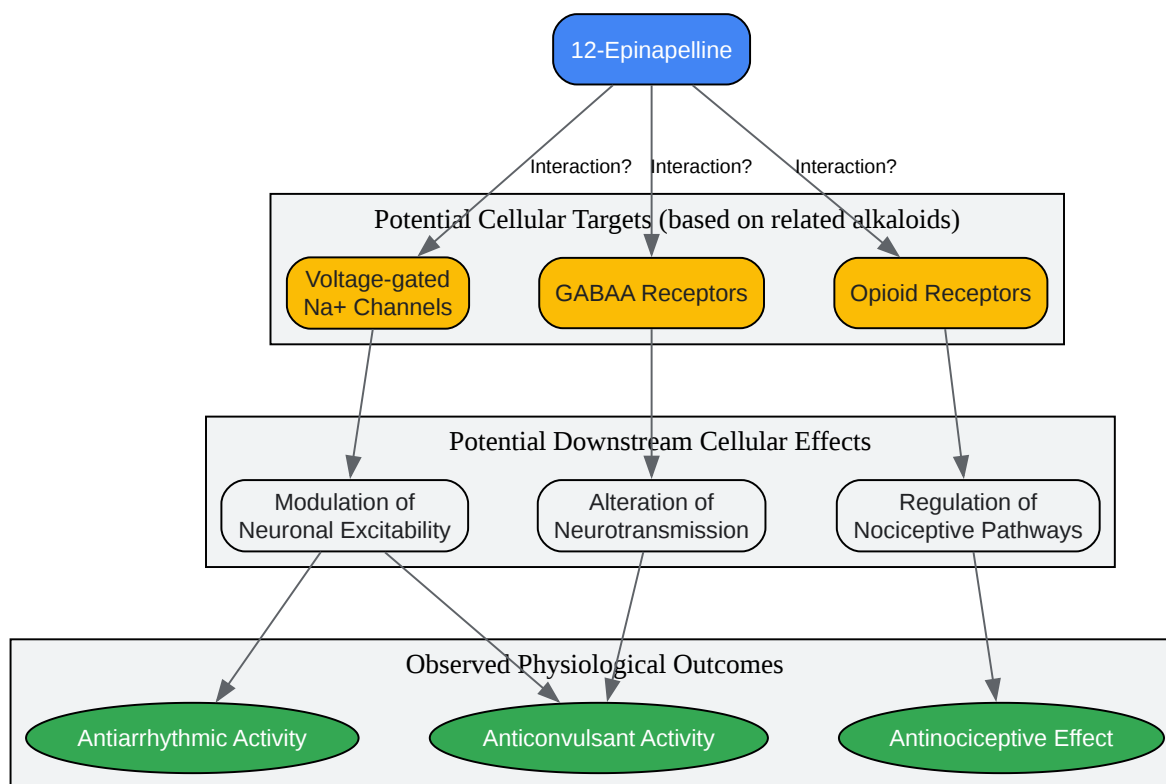 12-Epinapelline
Interaction? Interaction? Interaction?
Potential Cellular Targets (based on related alkaloids)
Voltage-gated
Na+ Channels
GABAA Receptors
Opioid Receptors
Potential Downstream Cellular Effects
Modulation of
Neuronal Excitability
Alteration of
Neurotransmission
Regulation of
Nociceptive Pathways
Observed Physiological Outcomes
Antiarrhythmic Activity
Anticonvulsant Activity
Antinociceptive Effect